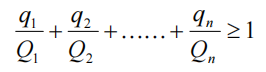 q₁/Q₁ + q₂/Q₂ + ...... + qₙ/Qₙ ≥ 1